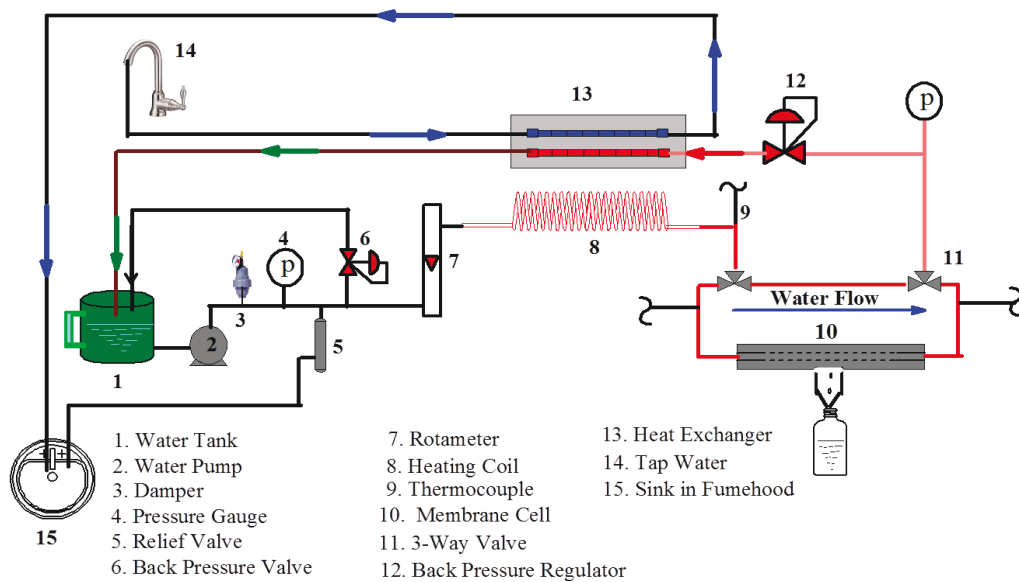 14
13
12
p
9
8
4
p
6
7
3
2
5
1
11
Water Flow
10
15
1. Water Tank
2. Water Pump
3. Damper
4. Pressure Gauge
5. Relief Valve
6. Back Pressure Valve
7. Rotameter
8. Heating Coil
9. Thermocouple
10. Membrane Cell
11. 3-Way Valve
12. Back Pressure Regulator
13. Heat Exchanger
14. Tap Water
15. Sink in Fumehood